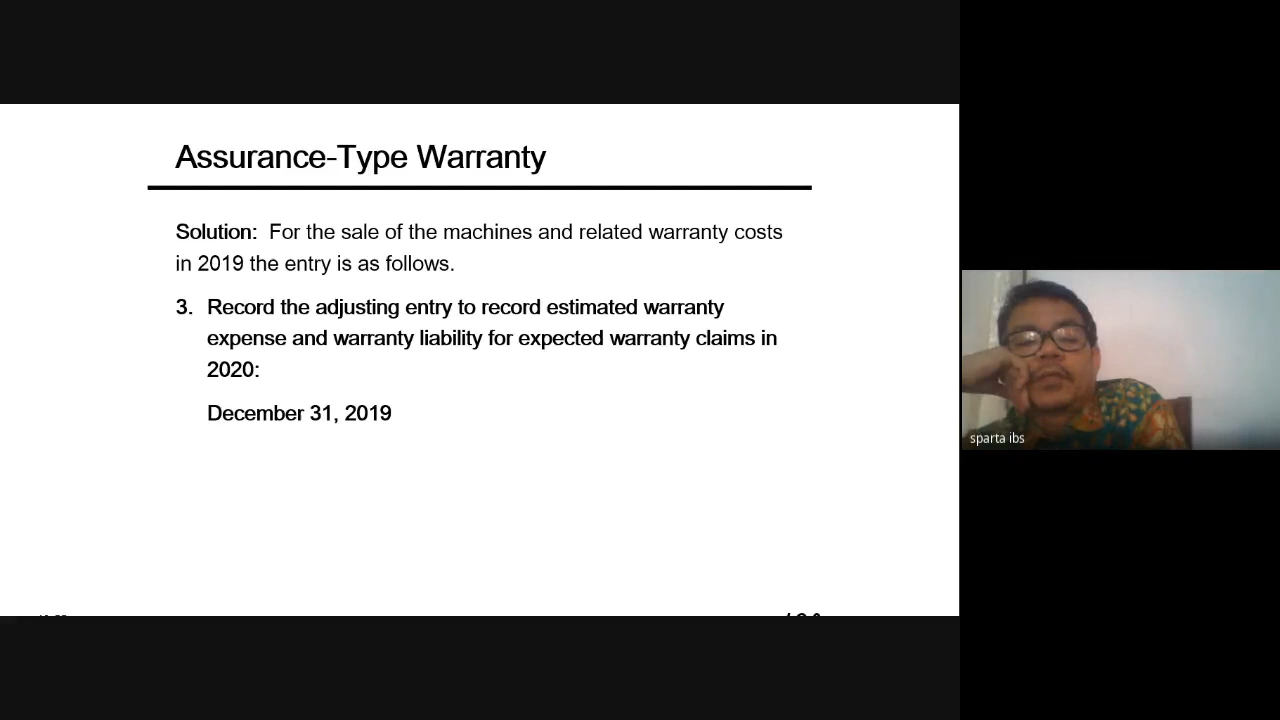 Assurance-Type Warranty
Solution: For the sale of the machines and related warranty costs
in 2019 the entry is as follows.
3. Record the adjusting entry to record estimated warranty
expense and warranty liability for expected warranty claims in
2020:
December 31, 2019
sparta ibs